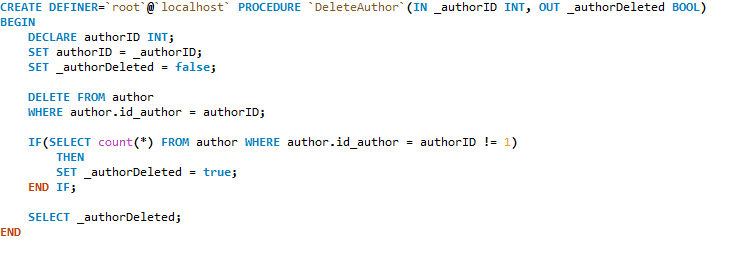 CREATE DEFINER=`root`@`localhost` PROCEDURE `DeleteAuthor`(IN _authorID INT, OUT _authorDeleted BOOL)
BEGIN
    DECLARE authorID INT;
    SET authorID = _authorID;
    SET _authorDeleted = false;

    DELETE FROM author
    WHERE author.id_author = authorID;

    IF(SELECT count(*) FROM author WHERE author.id_author = authorID != 1)
        THEN
        SET _authorDeleted = true;
    END IF;

    SELECT _authorDeleted;
END